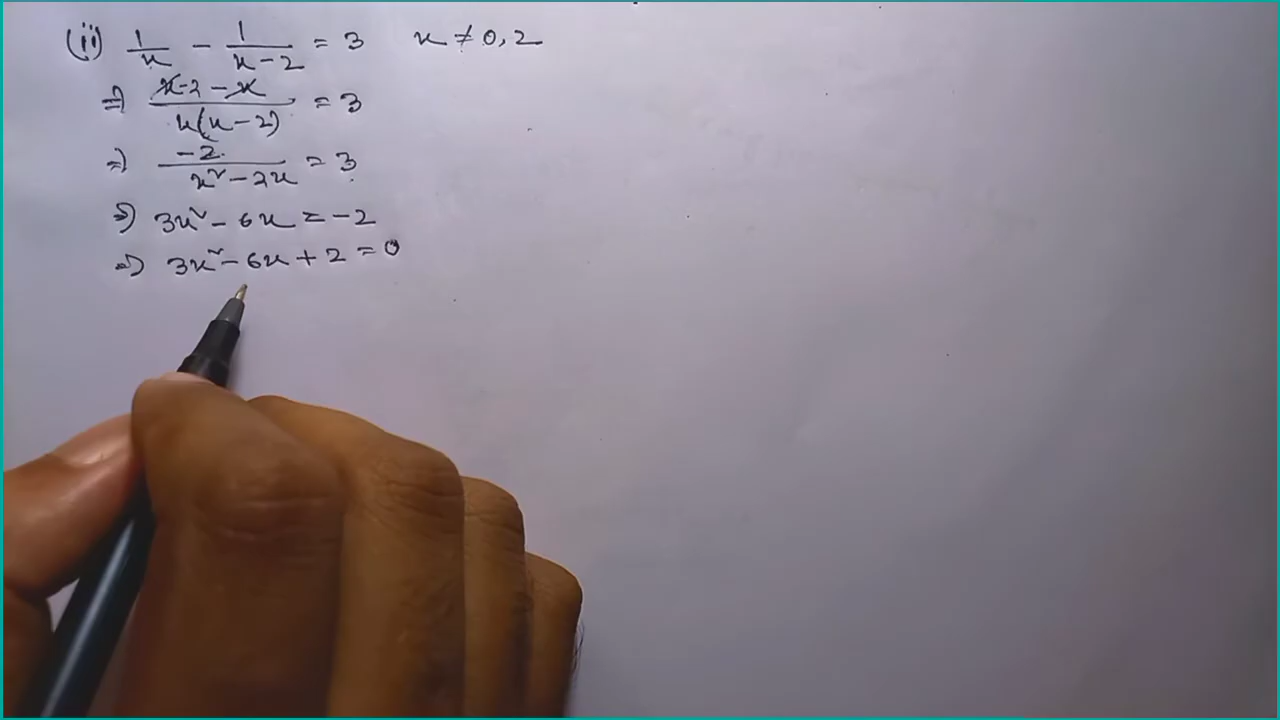 (ii) 1/x - 1/(x-2) = 3 x ≠ 0, 2
⇒ (x-2-x)/(x(x-2)) = 3
⇒ -2/(x²-2x) = 3
⇒ 3x² - 6x = -2
⇒ 3x² - 6x + 2 = 0